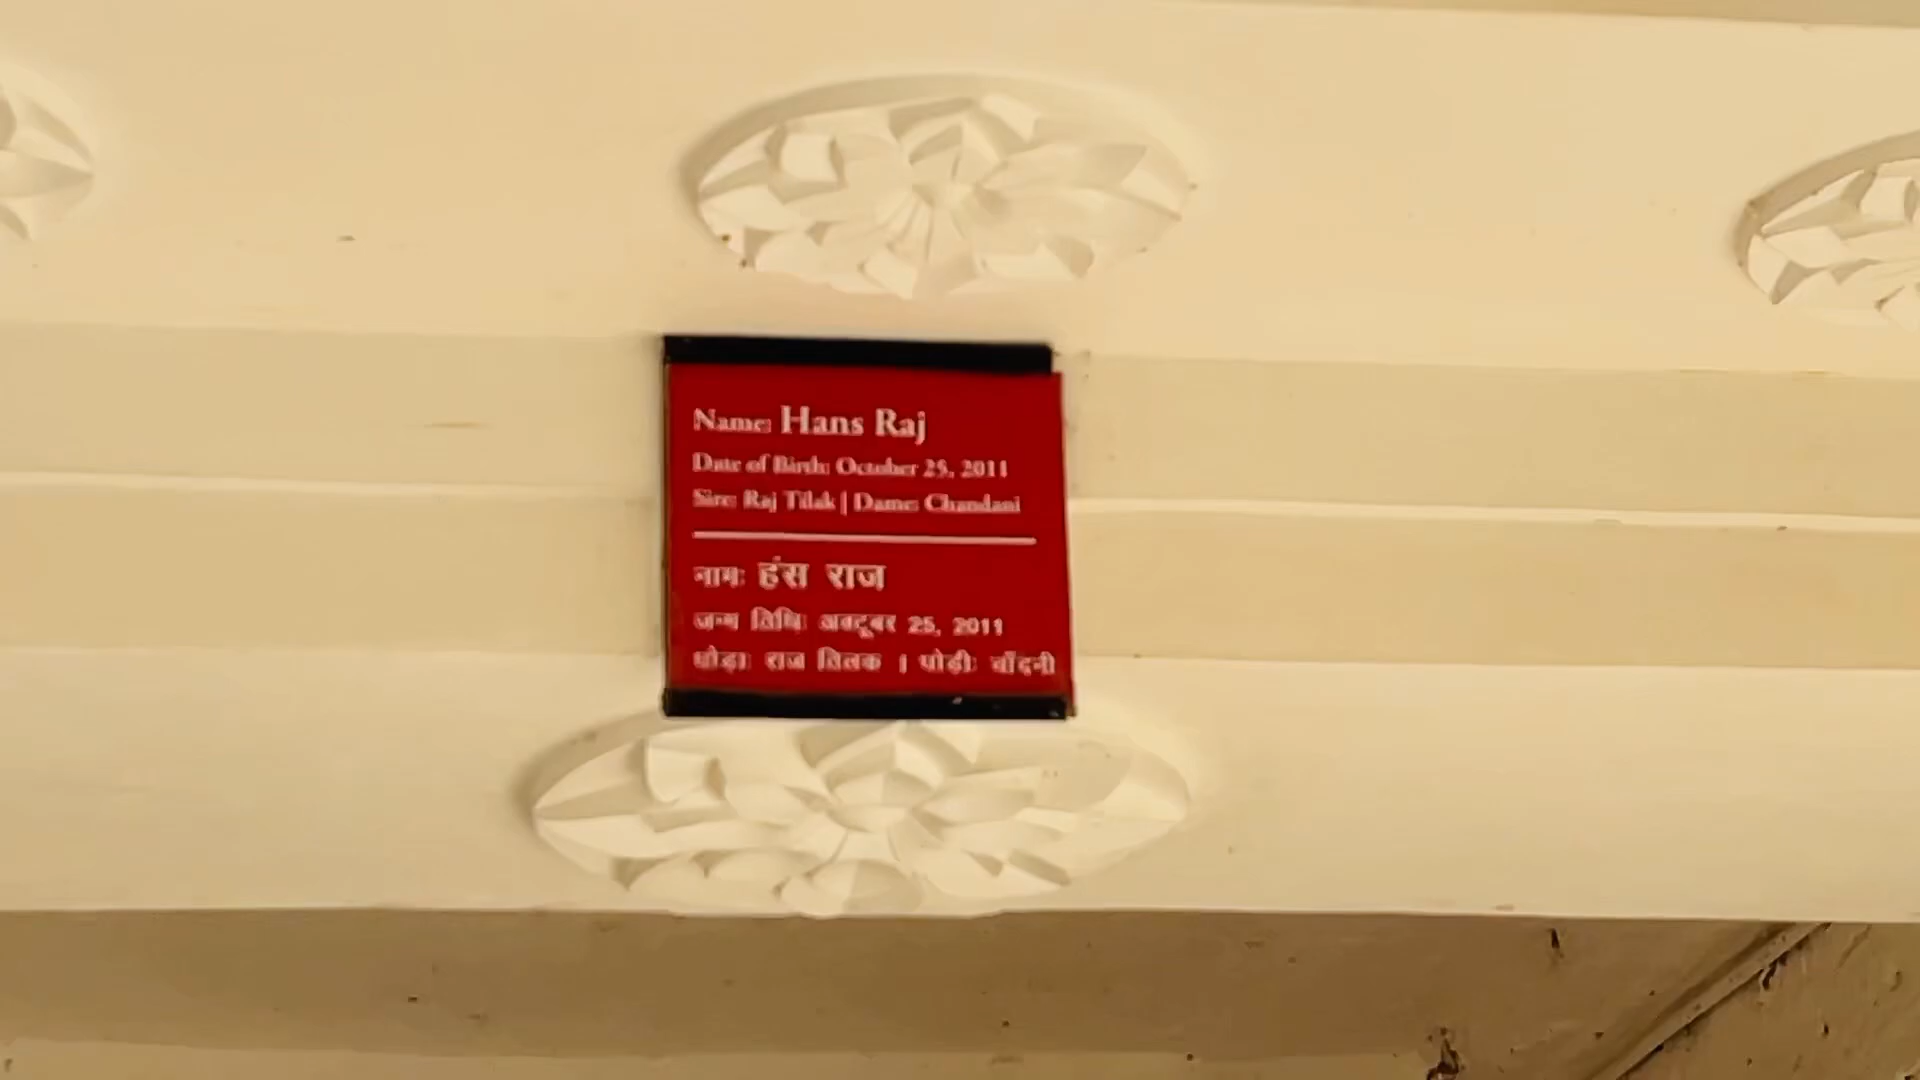 Name: Hans Raj
Date of Birth: October 25, 2011
Sire: Raj Tilak | Dame: Chandani
नाम: हंस राज
जन्म तिथि: अक्टूबर 25, 2011
घोड़ा: राज तिलक । घोड़ी: चाँदनी